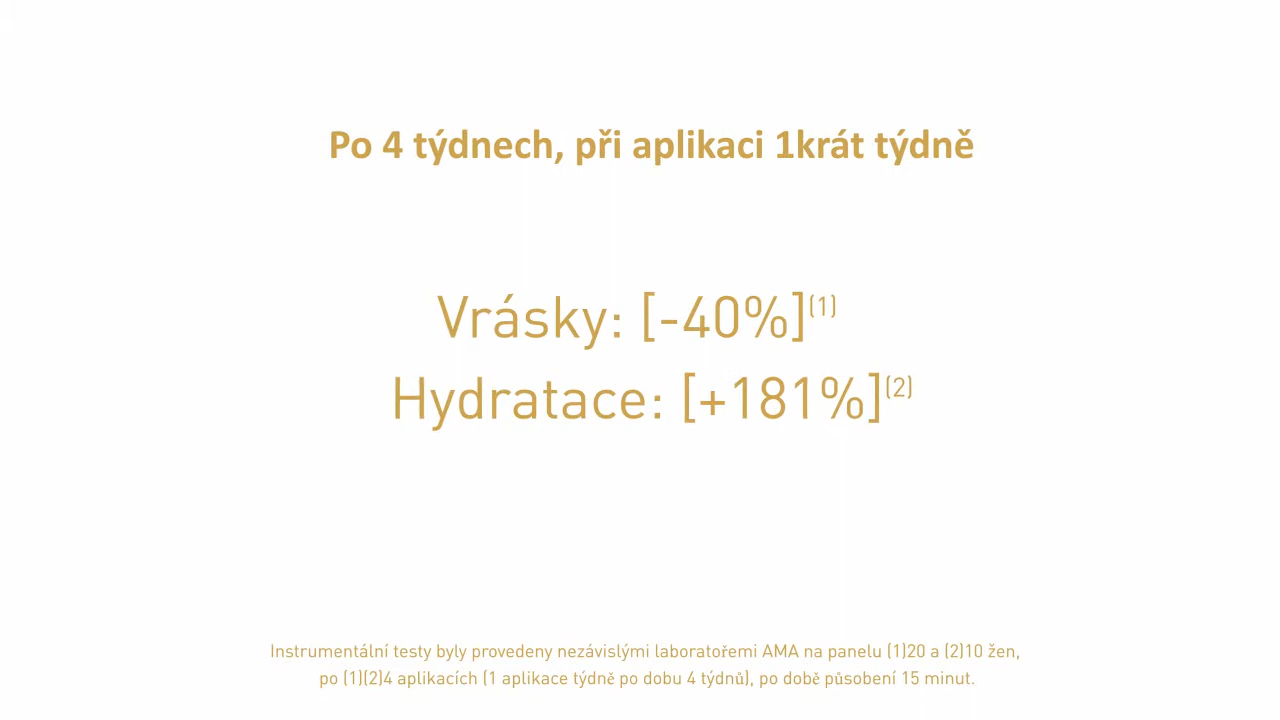 Po 4 týdnech, při aplikaci 1krát týdně
Vrásky: [-40%](1)
Hydratace: [+181%](2)
Instrumentální testy byly provedeny nezávislými laboratořemi AMA na panelu (1)20 a (2)10 žen,
po (1)(2)4 aplikacích (1 aplikace týdně po dobu 4 týdnů), po době působení 15 minut.